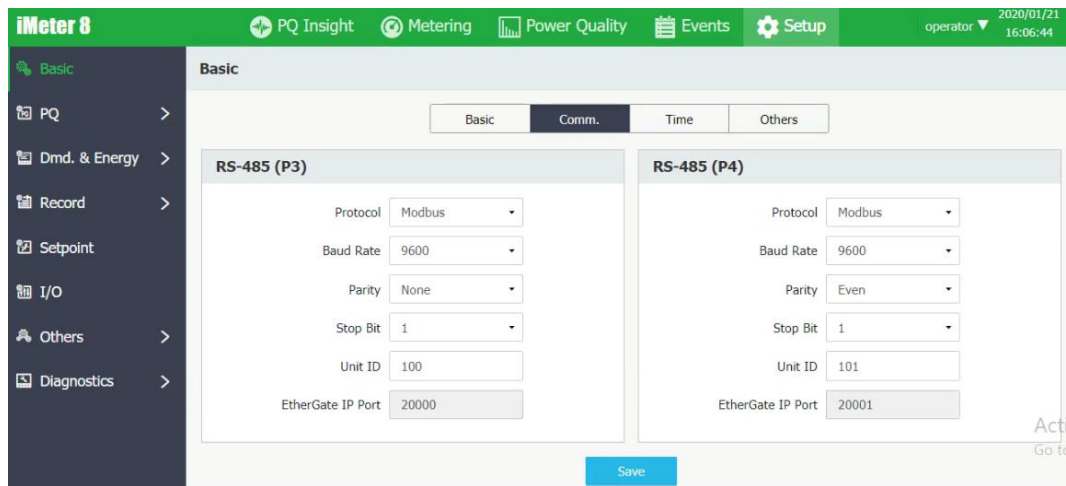 iMeter 8
PQ Insight
Metering
Power Quality
Events
Setup
operator ▼
2020/01/21
16:06:44
Basic
PQ
Dmd. & Energy
Record
Setpoint
I/O
Others
Diagnostics
Basic
Basic
Comm.
Time
Others
RS-485 (P3)
Protocol Modbus
Baud Rate 9600
Parity None
Stop Bit 1
Unit ID 100
EtherGate IP Port 20000
RS-485 (P4)
Protocol Modbus
Baud Rate 9600
Parity Even
Stop Bit 1
Unit ID 101
EtherGate IP Port 20001
Save
Acti
Go to